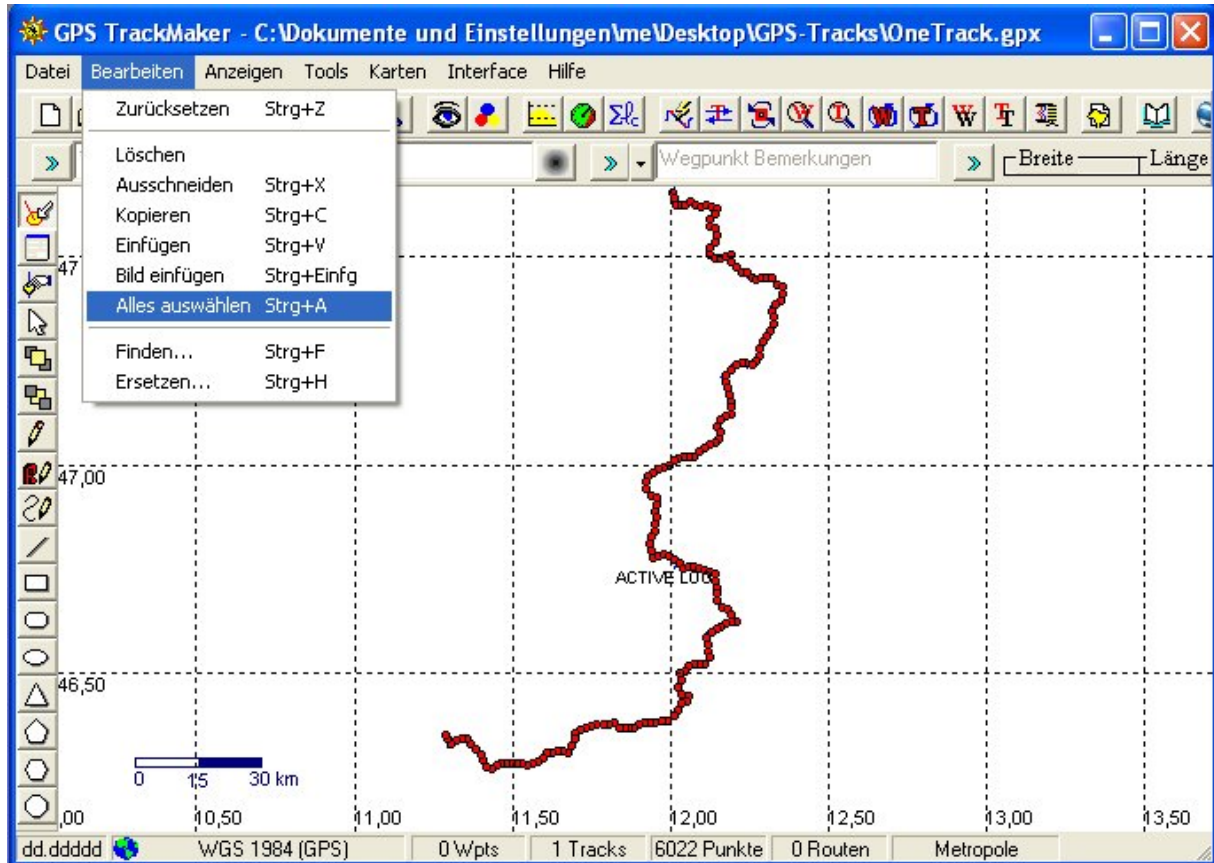 GPS TrackMaker - C:\Dokumente und Einstellungen\me\Desktop\GPS-Tracks\OneTrack.gpx
Datei Bearbeiten Anzeigen Tools Karten Interface Hilfe
Zurücksetzen Strg+Z
Wegpunkt Bemerkungen Breite Länge
Löschen
Ausschneiden Strg+X
Kopieren Strg+C
Einfügen Strg+V
Bild einfügen Strg+Einfg
Alles auswählen Strg+A
Finden... Strg+F
Ersetzen... Strg+H
47
47,00
ACTIVE LOG
46,50
0 15 30 km
,00 10,50 11,00 11,50 12,00 12,50 13,00 13,50
dd.ddddd WGS 1984 (GPS) 0 Wpts 1 Tracks 6022 Punkte 0 Routen Metropole